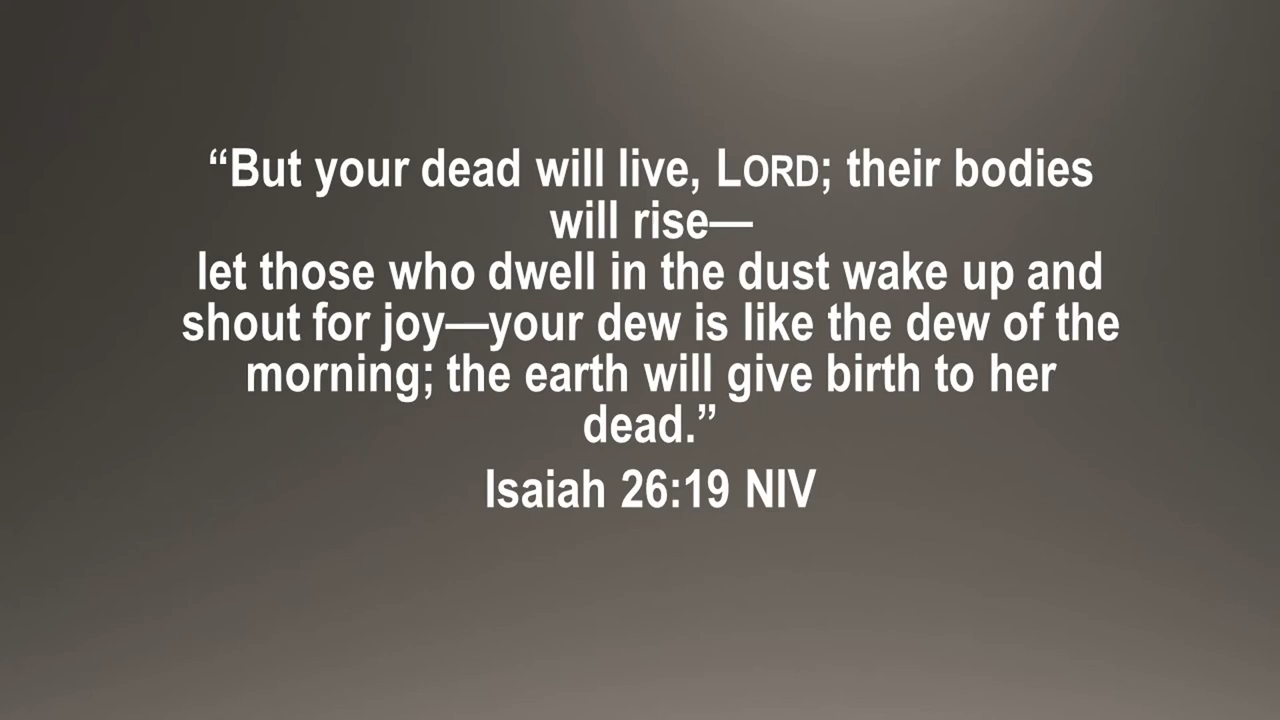 “But your dead will live, LORD; their bodies
will rise—
let those who dwell in the dust wake up and
shout for joy—your dew is like the dew of the
morning; the earth will give birth to her
dead.”
Isaiah 26:19 NIV